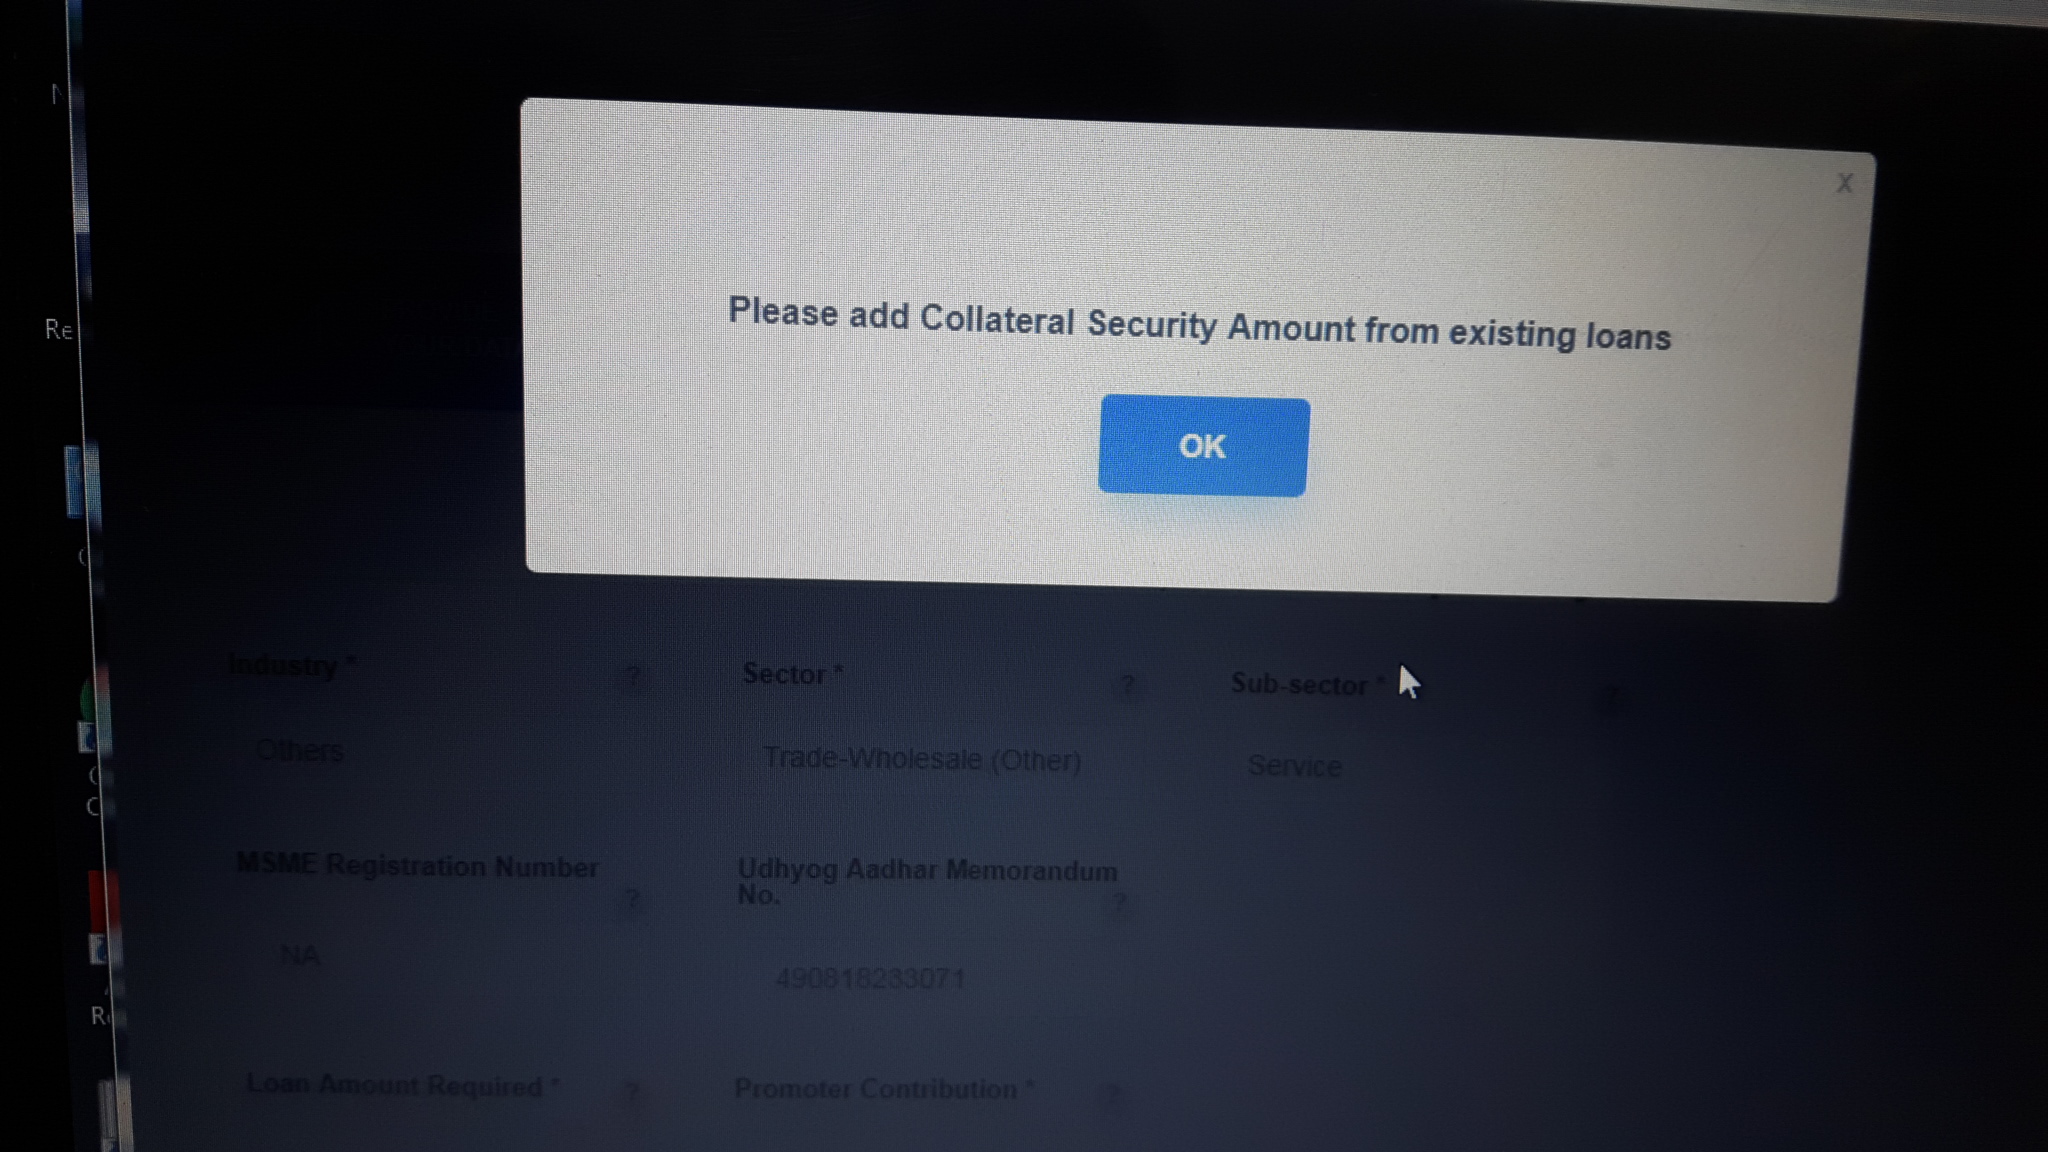 X
Please add Collateral Security Amount from existing loans
OK
Re
Industry * ?
Sector * ?
Sub-sector * ?
Others
Trade-Wholesale (Other)
Service
MSME Registration Number ?
Udhyog Aadhar Memorandum
No. ?
NA
490818233071
Loan Amount Required * ?
Promoter Contribution * ?